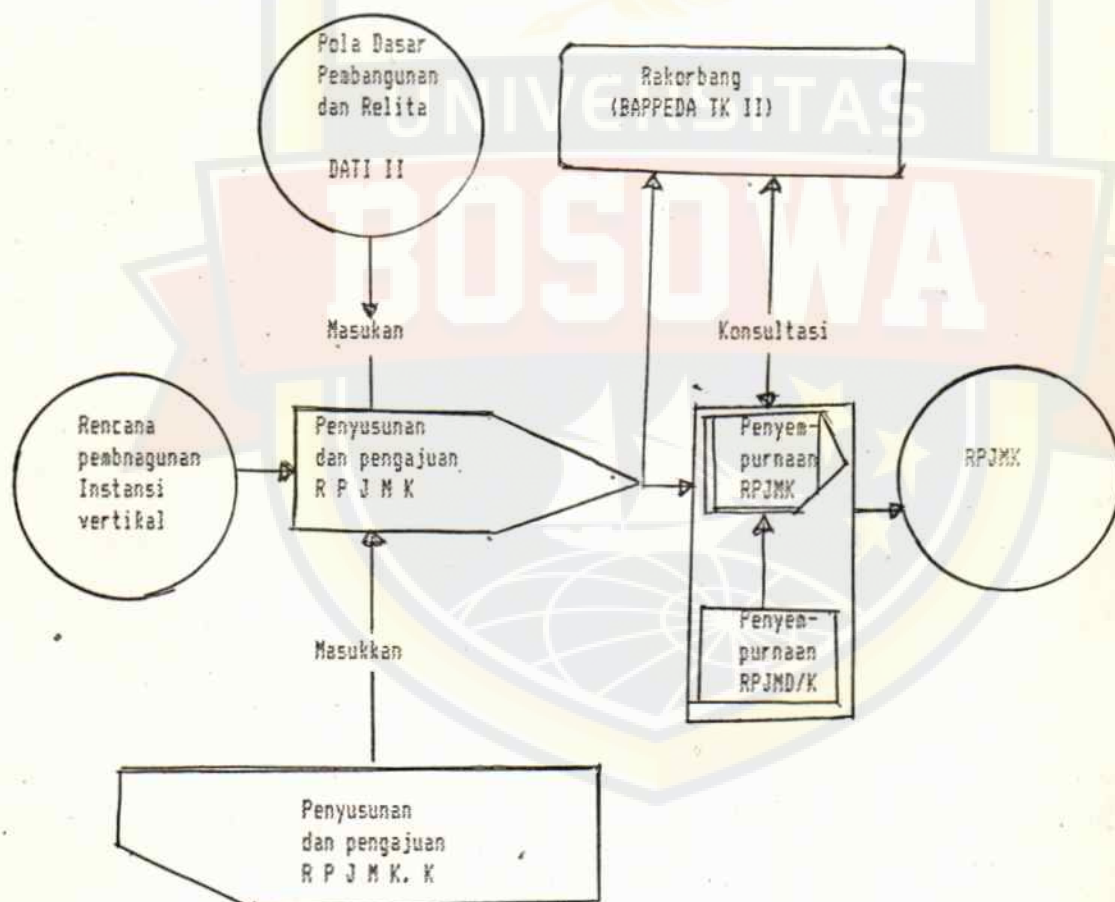 Pola Dasar
Pembangunan
dan Relita
DATI II
Rakorbang
(BAPPEDA TK II)
UNIVERSITAS
BOSOWA
Masukan
Konsultasi
Rencana
pembnagunan
Instansi
vertikal
Penyusunan
dan pengajuan
R P J M K
Penyem-
purnaan
RPJMK
RPJMK
Masukkan
Penyem-
purnaan
RPJMD/K
Penyusunan
dan pengajuan
R P J M K. K